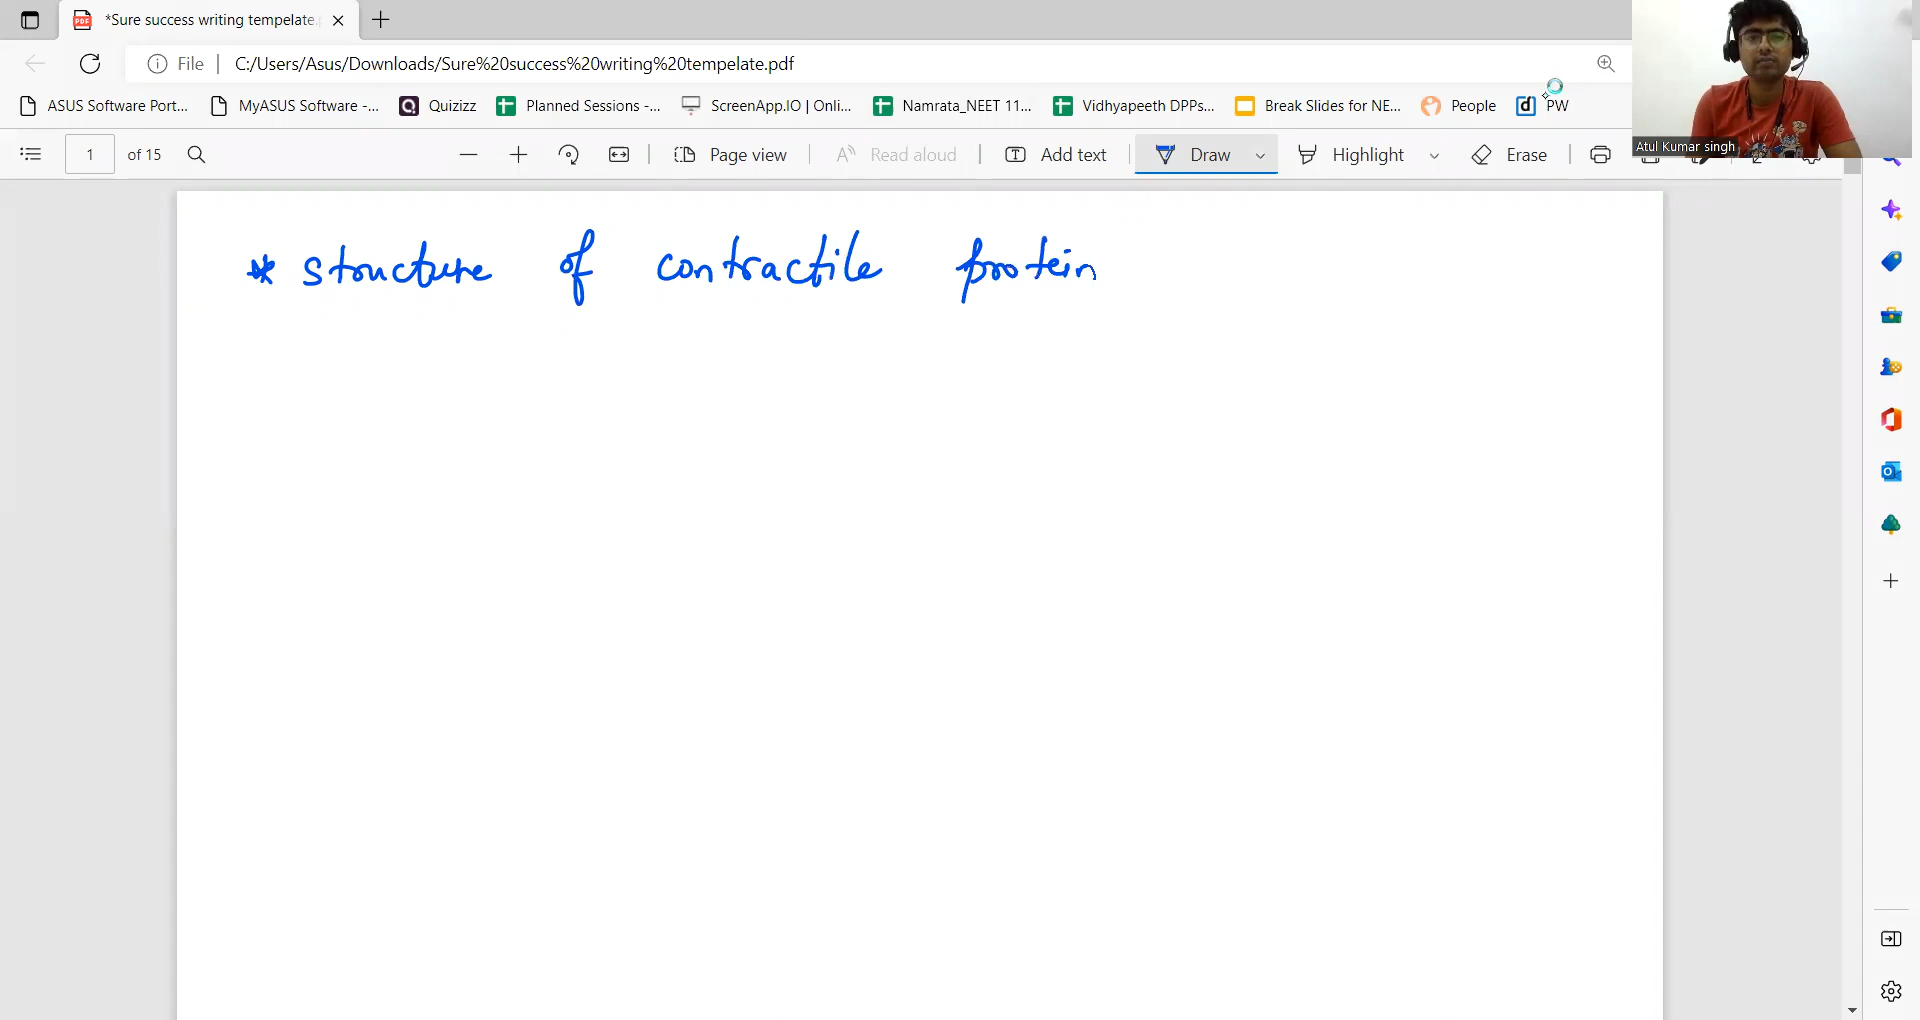 *Sure success writing tempelate.
File
C:/Users/Asus/Downloads/Sure%20success%20writing%20tempelate.pdf
ASUS Software Port...
MyASUS Software -...
Quizizz
Planned Sessions -...
ScreenApp.IO | Onli...
Namrata_NEET 11...
Vidhyapeeth DPPs...
Break Slides for NE...
People
PW
Atul Kumar singh
1 of 15
Page view
Read aloud
Add text
Draw
Highlight
Erase
* structure of contractile protein